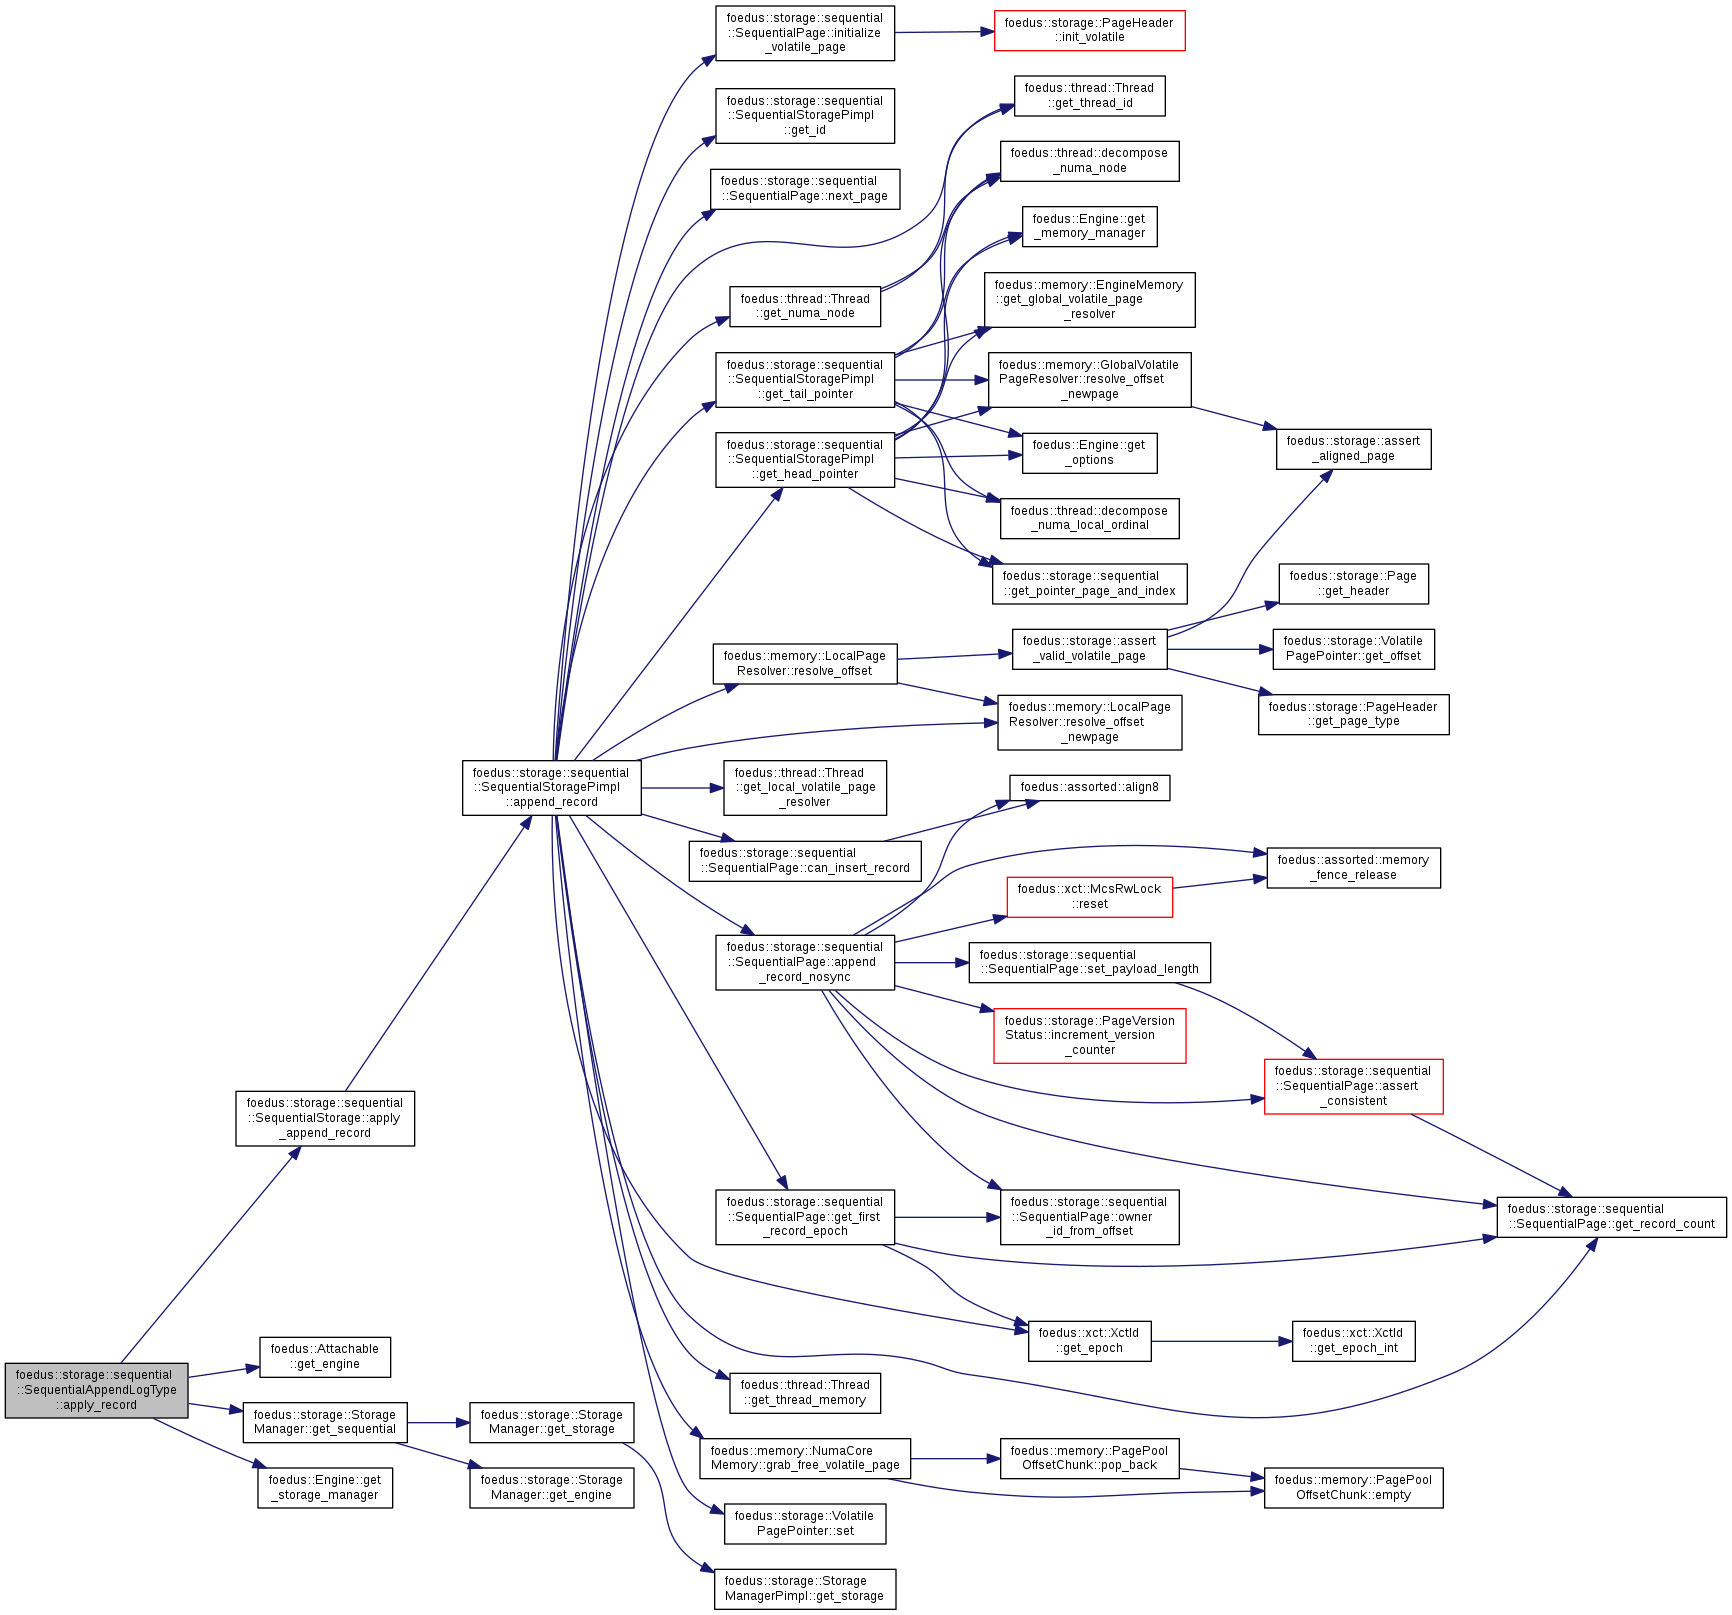 foedus::storage::sequential
::SequentialPage::initialize
_volatile_page
foedus::storage::PageHeader
::init_volatile
foedus::storage::sequential
::SequentialStoragePimpl
::get_id
foedus::thread::Thread
::get_thread_id
foedus::storage::sequential
::SequentialPage::next_page
foedus::thread::decompose
_numa_node
foedus::Engine::get
_memory_manager
foedus::thread::Thread
::get_numa_node
foedus::memory::EngineMemory
::get_global_volatile_page
_resolver
foedus::storage::sequential
::SequentialStoragePimpl
::get_tail_pointer
foedus::memory::GlobalVolatile
PageResolver::resolve_offset
_newpage
foedus::storage::sequential
::SequentialStoragePimpl
::get_head_pointer
foedus::Engine::get
_options
foedus::storage::assert
_aligned_page
foedus::thread::decompose
_numa_local_ordinal
foedus::storage::sequential
::get_pointer_page_and_index
foedus::storage::Page
::get_header
foedus::memory::LocalPage
Resolver::resolve_offset
foedus::storage::assert
_valid_volatile_page
foedus::storage::Volatile
PagePointer::get_offset
foedus::memory::LocalPage
Resolver::resolve_offset
_newpage
foedus::storage::PageHeader
::get_page_type
foedus::storage::sequential
::SequentialStoragePimpl
::append_record
foedus::thread::Thread
::get_local_volatile_page
_resolver
foedus::assorted::align8
foedus::storage::sequential
::SequentialPage::can_insert_record
foedus::assorted::memory
_fence_release
foedus::xct::McsRwLock
::reset
foedus::storage::sequential
::SequentialPage::append
_record_nosync
foedus::storage::sequential
::SequentialPage::set_payload_length
foedus::storage::PageVersion
Status::increment_version
_counter
foedus::storage::sequential
::SequentialPage::assert
_consistent
foedus::storage::sequential
::SequentialStorage::apply
_append_record
foedus::storage::sequential
::SequentialPage::get_first
_record_epoch
foedus::storage::sequential
::SequentialPage::owner
_id_from_offset
foedus::storage::sequential
::SequentialPage::get_record_count
foedus::xct::XctId
::get_epoch
foedus::xct::XctId
::get_epoch_int
foedus::Attachable
::get_engine
foedus::storage::sequential
::SequentialAppendLogType
::apply_record
foedus::thread::Thread
::get_thread_memory
foedus::storage::Storage
Manager::get_sequential
foedus::storage::Storage
Manager::get_storage
foedus::memory::NumaCore
Memory::grab_free_volatile_page
foedus::memory::PagePool
OffsetChunk::pop_back
foedus::Engine::get
_storage_manager
foedus::storage::Storage
Manager::get_engine
foedus::memory::PagePool
OffsetChunk::empty
foedus::storage::Volatile
PagePointer::set
foedus::storage::Storage
ManagerPimpl::get_storage